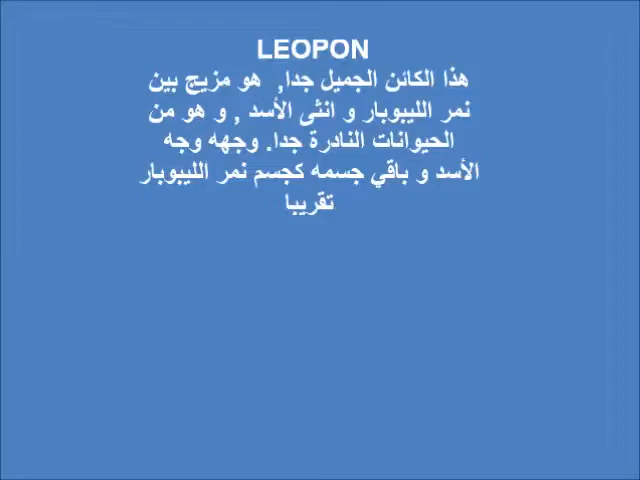 LEOPON
هذا الكائن الجميل جدا, هو مزيج بين
نمر الليبوبار و انثى الأسد , و هو من
الحيوانات النادرة جدا. وجهه وجه
الأسد و باقي جسمه كجسم نمر الليبوبار
تقريبا